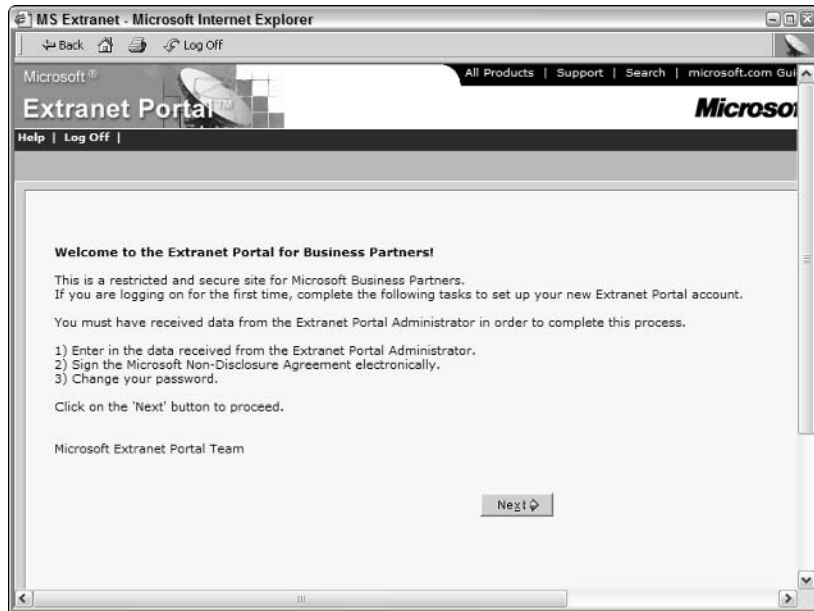 MS Extranet - Microsoft Internet Explorer
Back Log Off
Microsoft®
All Products | Support | Search | microsoft.com Gui
Extranet Portal™
Microso
Help | Log Off |
Welcome to the Extranet Portal for Business Partners!
This is a restricted and secure site for Microsoft Business Partners.
If you are logging on for the first time, complete the following tasks to set up your new Extranet Portal account.
You must have received data from the Extranet Portal Administrator in order to complete this process.
1) Enter in the data received from the Extranet Portal Administrator.
2) Sign the Microsoft Non-Disclosure Agreement electronically.
3) Change your password.
Click on the 'Next' button to proceed.
Microsoft Extranet Portal Team
Next